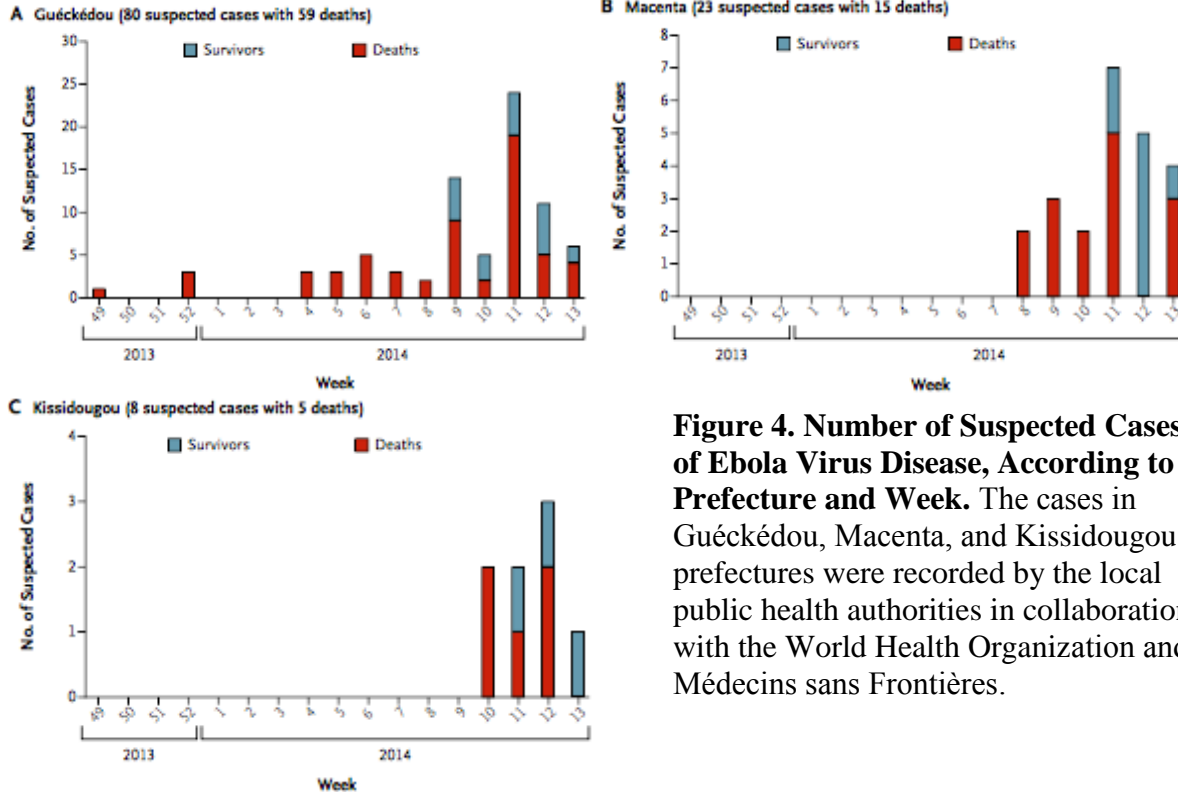 A Guéckédou (80 suspected cases with 59 deaths)
Survivors
Deaths
No. of Suspected Cases
30
25
20
15
10
5
0
49 50 51 52 1 2 3 4 5 6 7 8 9 10 11 12 13
2013 2014
Week
B Macenta (23 suspected cases with 15 deaths)
Survivors
Deaths
No. of Suspected Cases
8
7
6
5
4
3
2
1
0
49 50 51 52 1 2 3 4 5 6 7 8 9 10 11 12 13
2013 2014
Week
C Kissidougou (8 suspected cases with 5 deaths)
Survivors
Deaths
No. of Suspected Cases
4
3
2
1
0
49 50 51 52 1 2 3 4 5 6 7 8 9 10 11 12 13
2013 2014
Week
Figure 4. Number of Suspected Cases
of Ebola Virus Disease, According to
Prefecture and Week. The cases in
Guéckédou, Macenta, and Kissidougou
prefectures were recorded by the local
public health authorities in collaboration
with the World Health Organization and
Médecins sans Frontières.